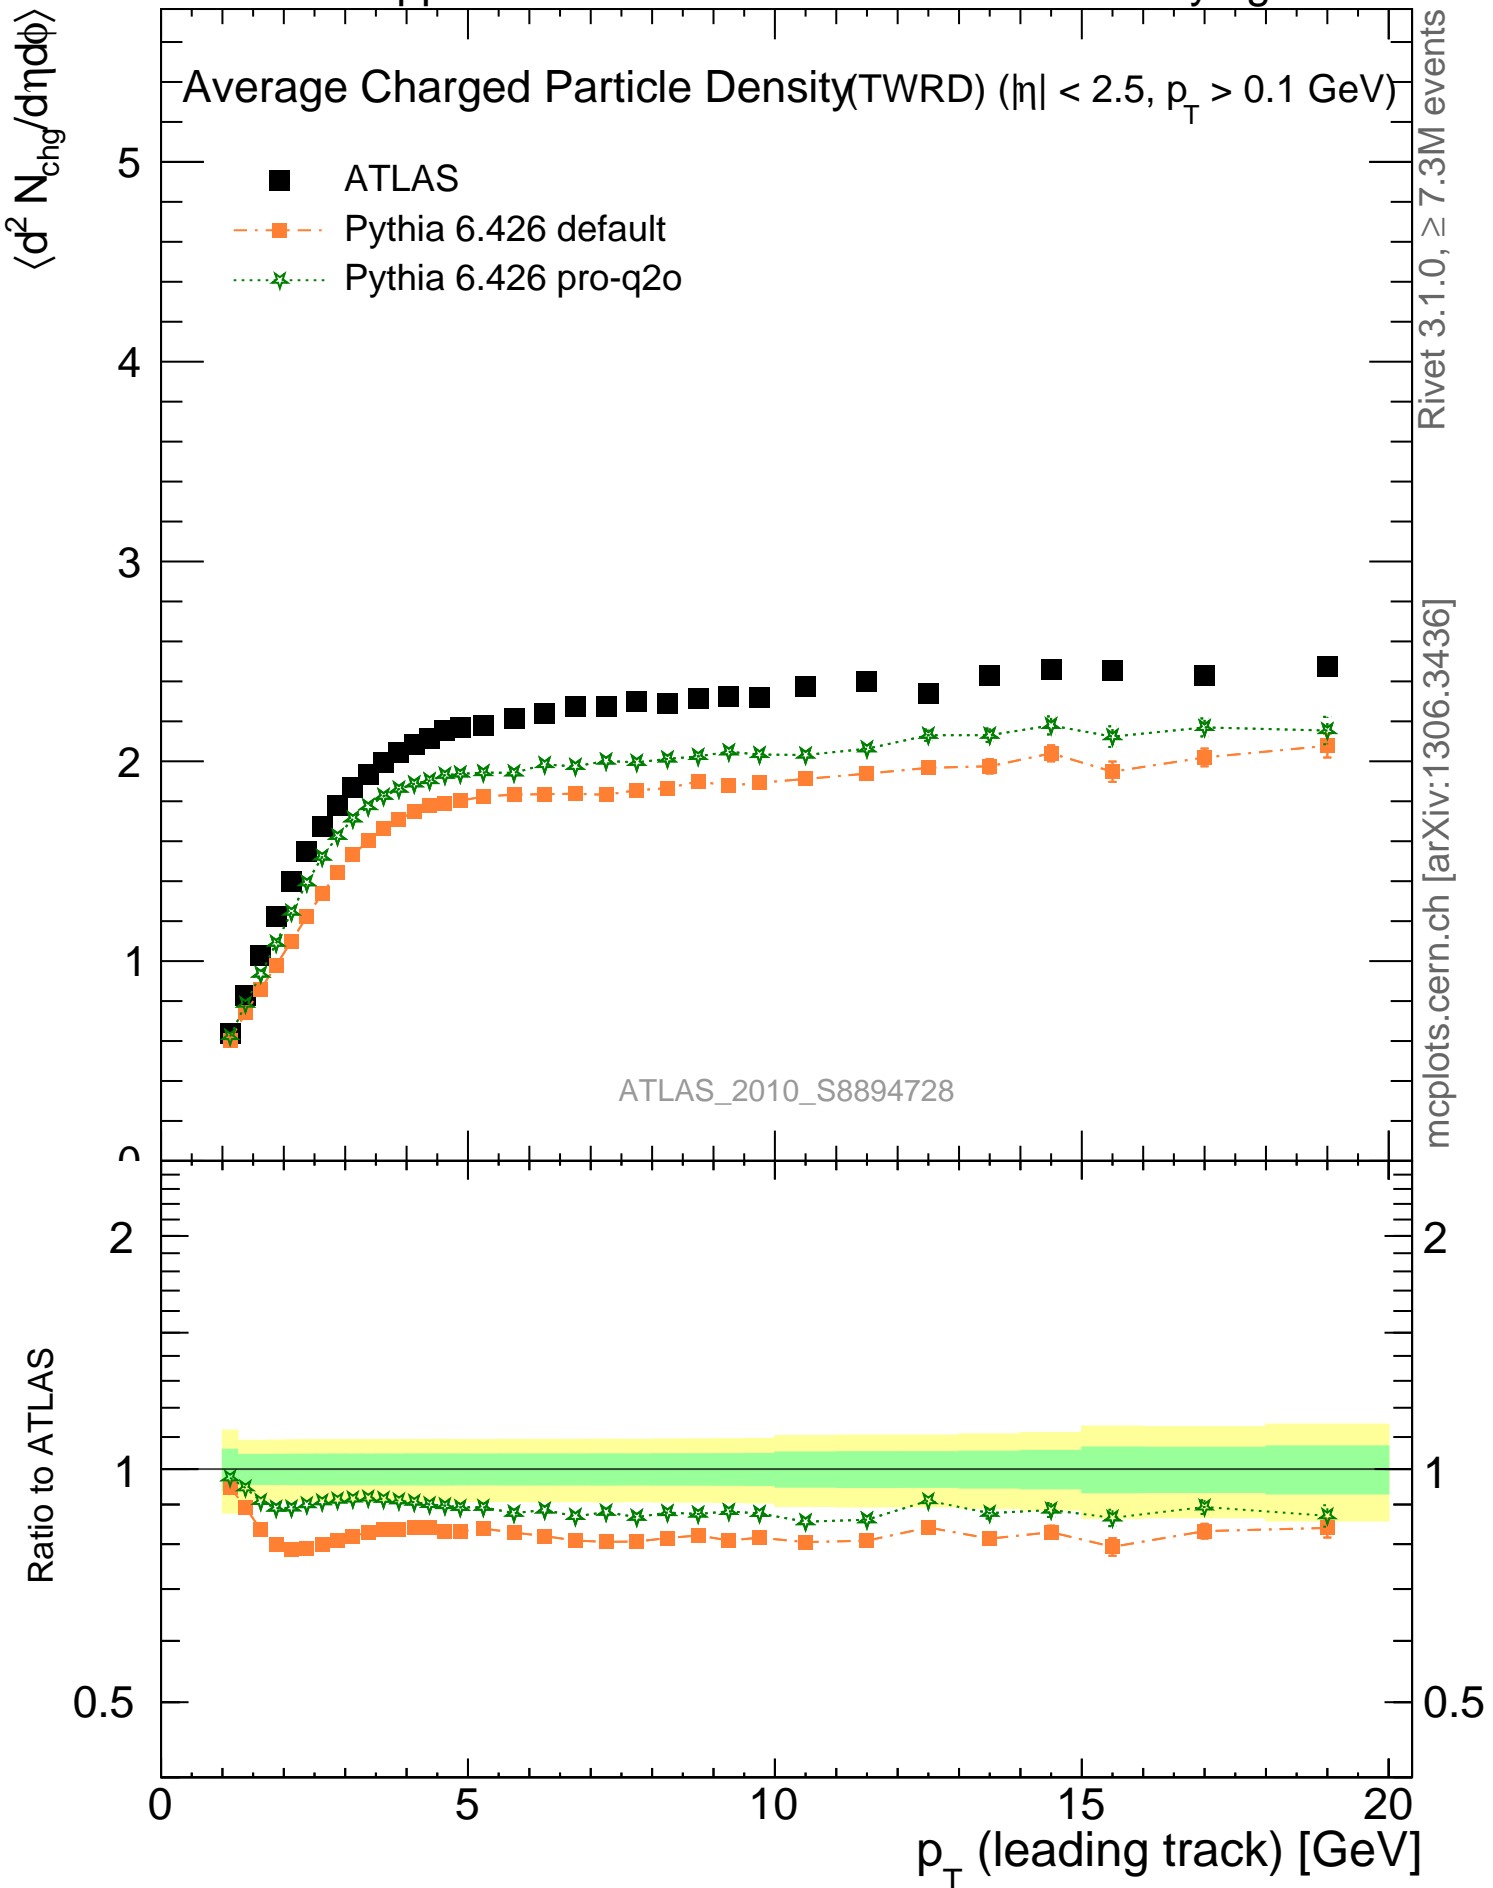 Average Charged Particle Density(TWRD) (|η| < 2.5, p_T > 0.1 GeV)
⟨d² N_chg/dηdϕ⟩
ATLAS
Pythia 6.426 default
Pythia 6.426 pro-q2o
5
4
3
2
1
0
ATLAS_2010_S8894728
Rivet 3.1.0, ≥ 7.3M events
mcplots.cern.ch [arXiv:1306.3436]
Ratio to ATLAS
2
1
0.5
2
1
0.5
0 5 10 15 20
p_T (leading track) [GeV]